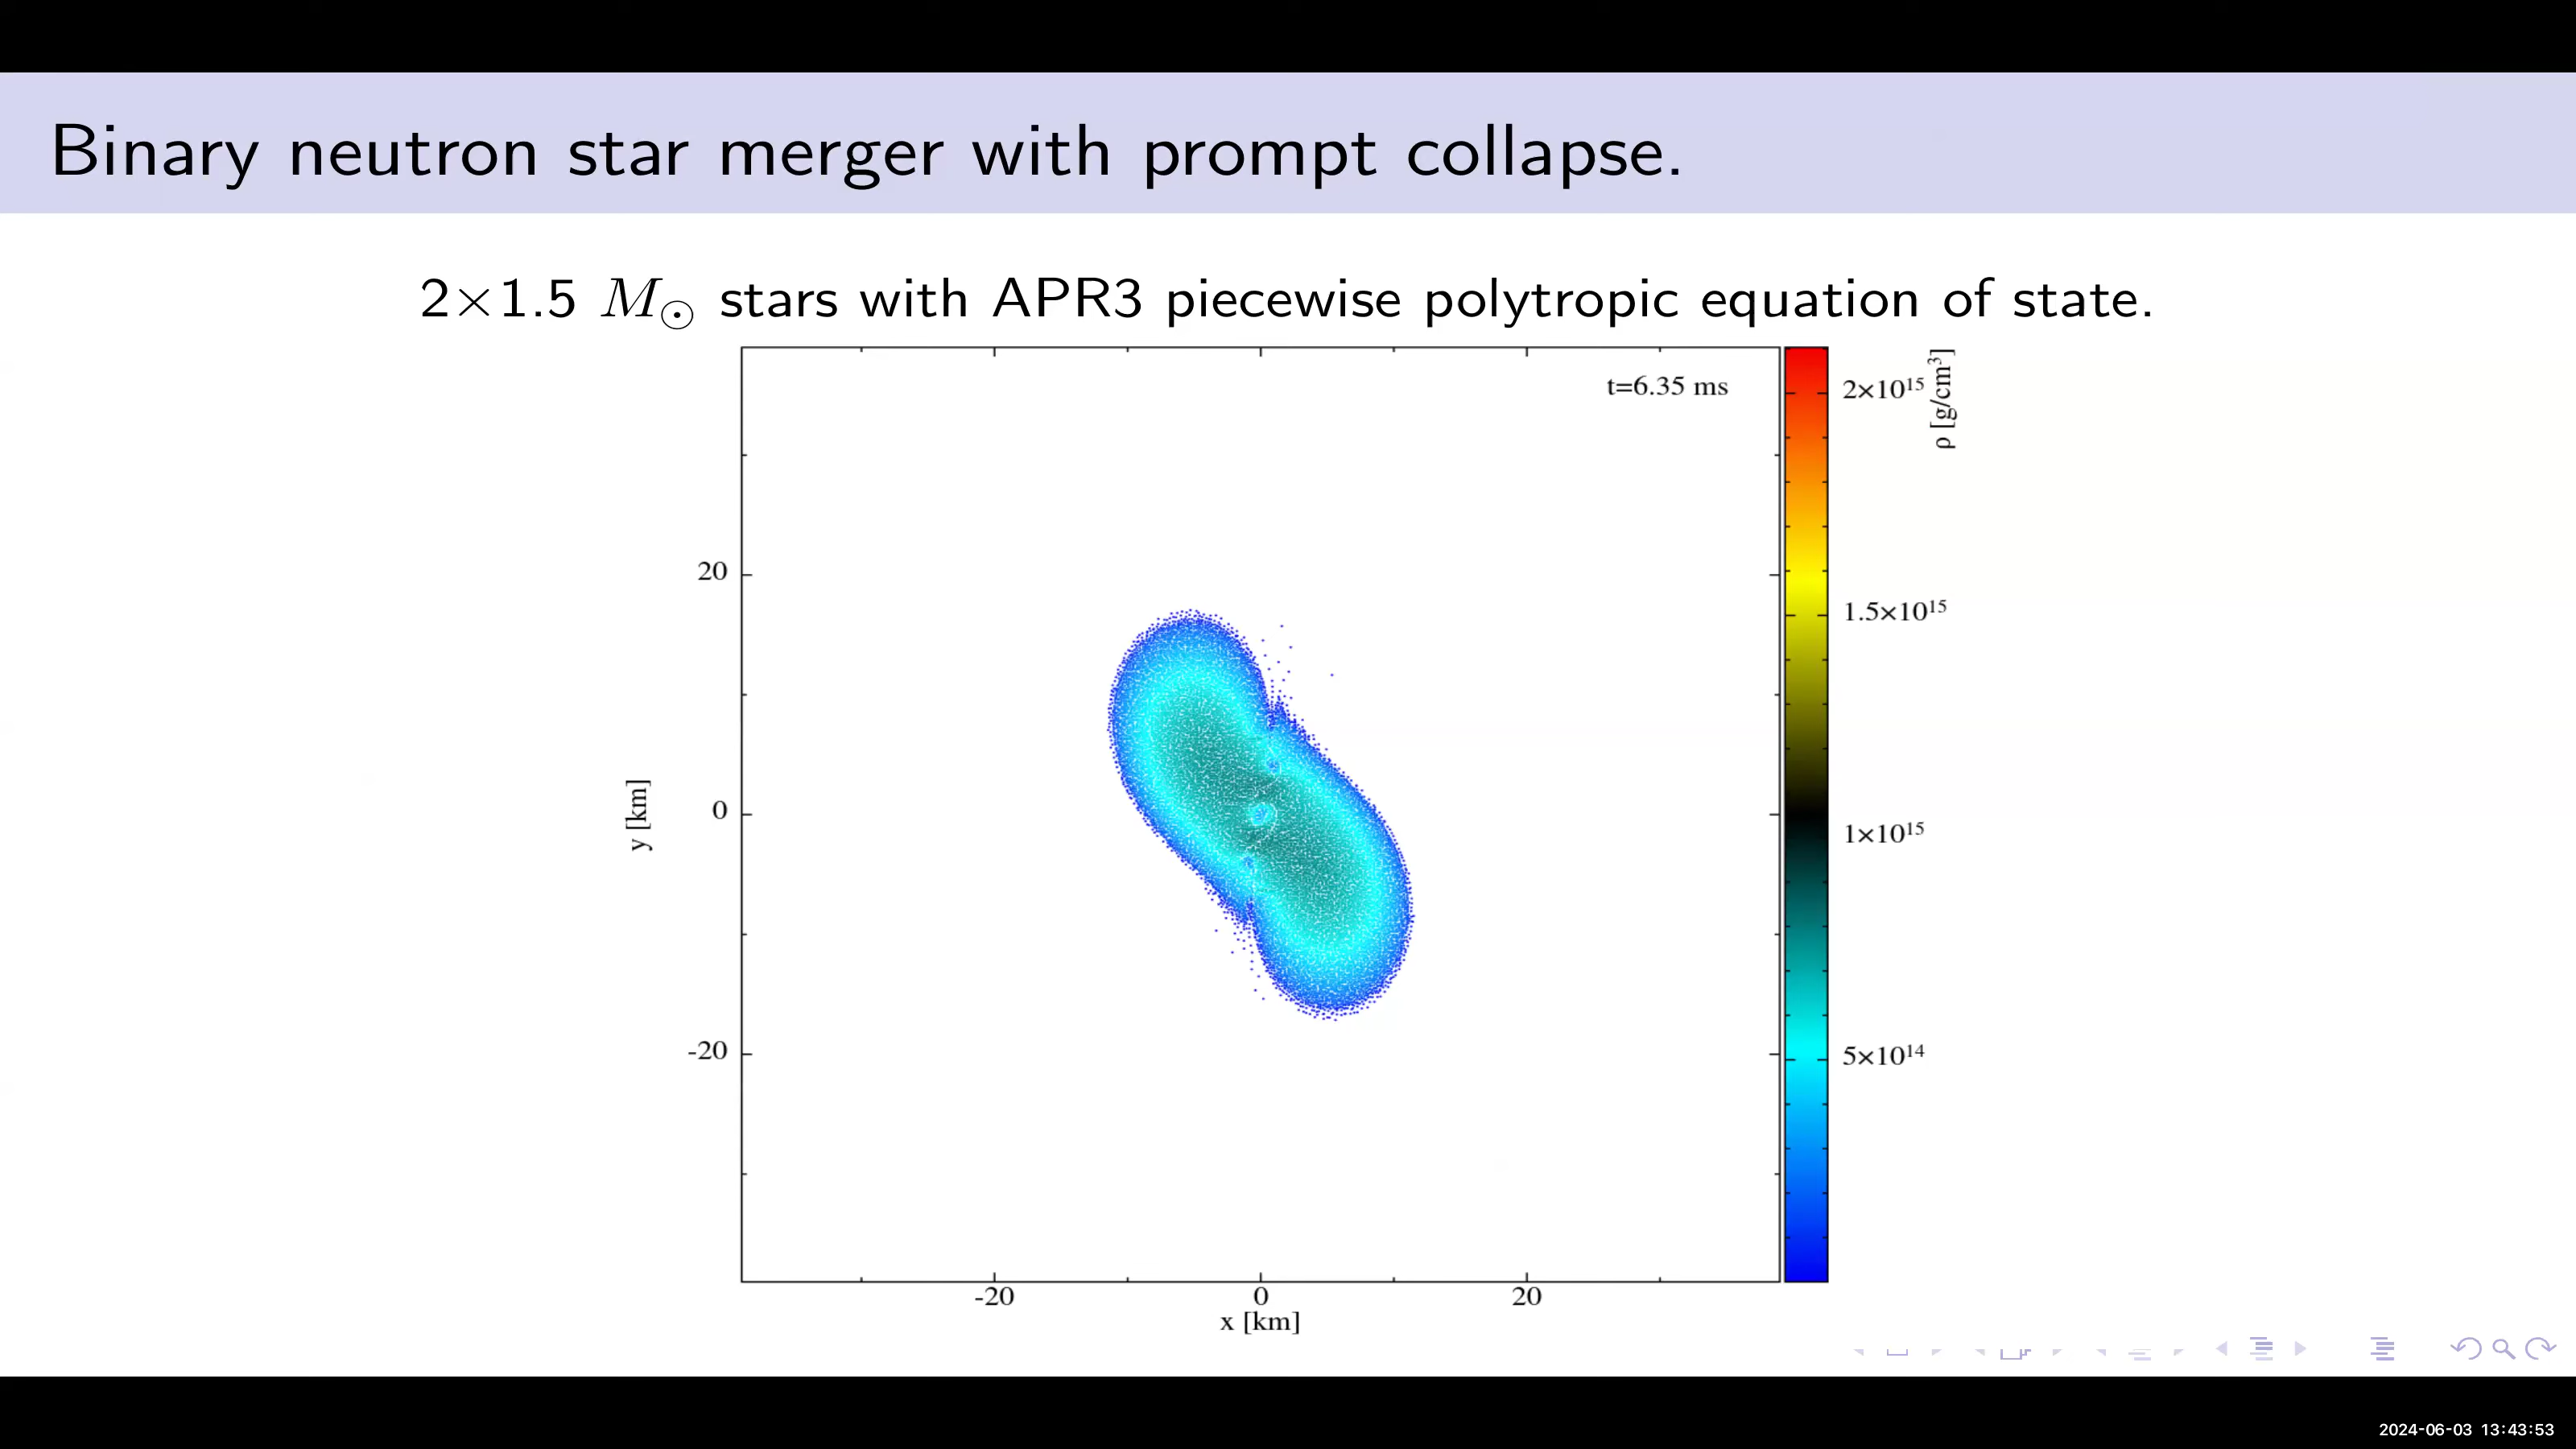 Binary neutron star merger with prompt collapse.
2×1.5 M⊙ stars with APR3 piecewise polytropic equation of state.
t=6.35 ms
20
0
-20
y [km]
-20
0
20
x [km]
2×10¹⁵
1.5×10¹⁵
1×10¹⁵
5×10¹⁴
ρ [g/cm³]
2024-06-03 13:43:53